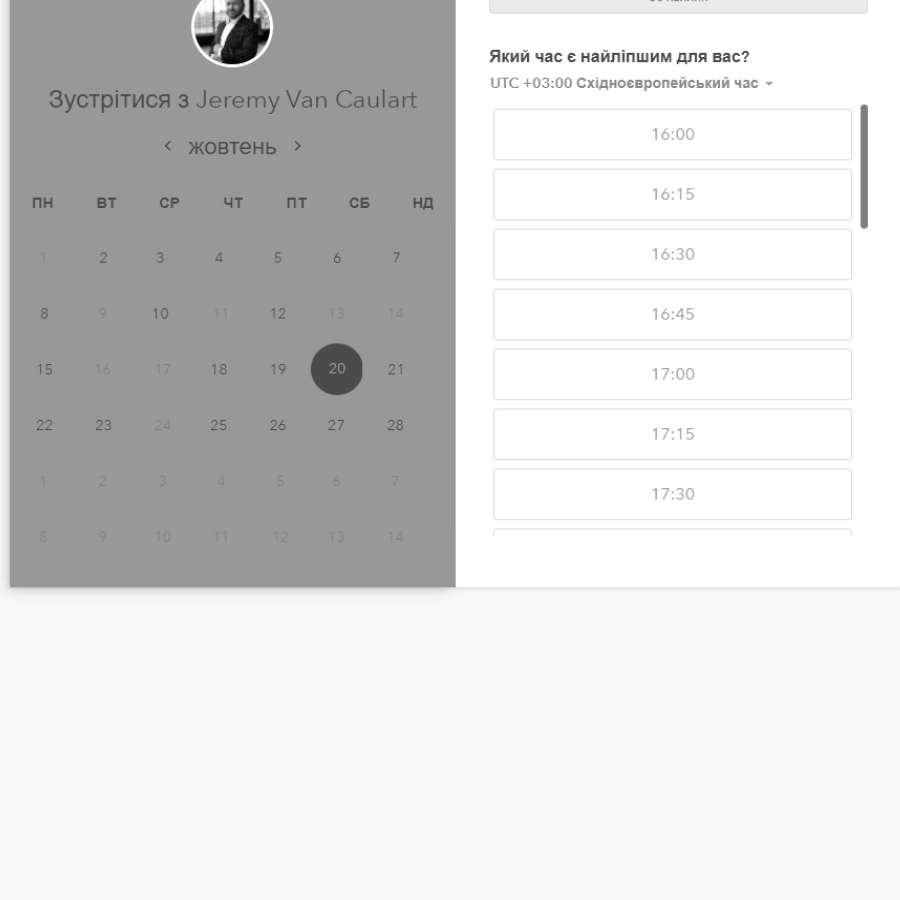 Зустрітися з Jeremy Van Caulart
‹ жовтень ›
ПН ВТ СР ЧТ ПТ СБ НД
1 2 3 4 5 6 7
8 9 10 11 12 13 14
15 16 17 18 19 20 21
22 23 24 25 26 27 28
1 2 3 4 5 6 7
8 9 10 11 12 13 14
Який час є найліпшим для вас?
UTC +03:00 Східноєвропейський час
16:00
16:15
16:30
16:45
17:00
17:15
17:30